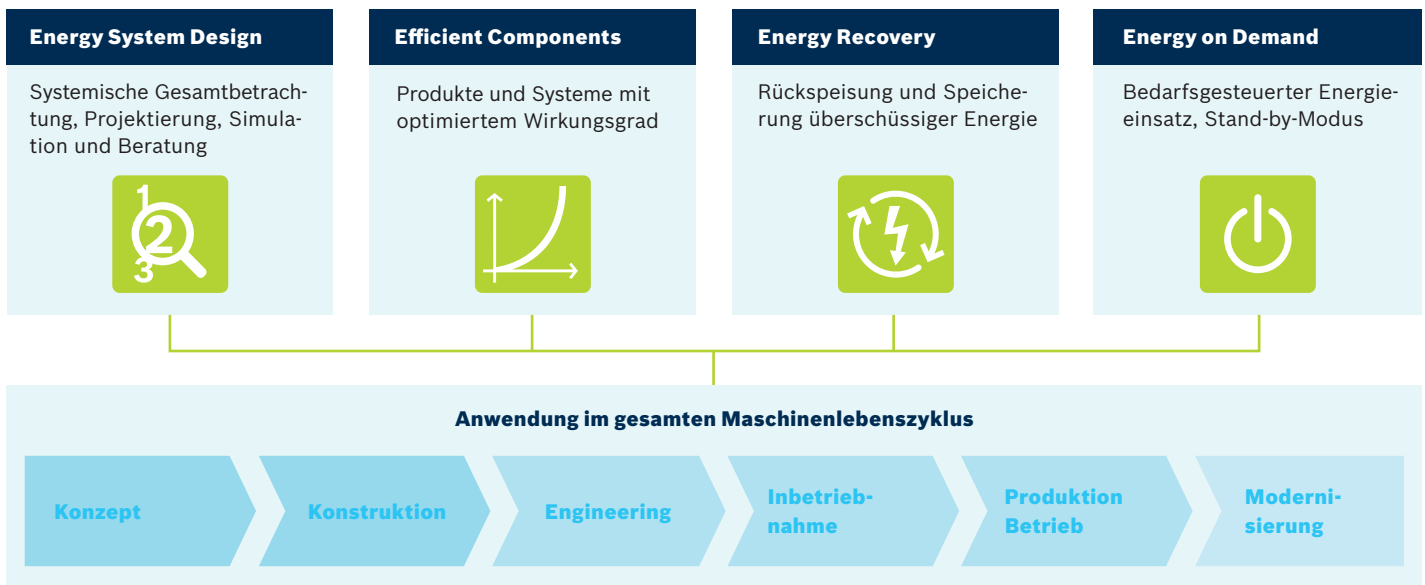 Energy System Design
Systemische Gesamtbetrach-
tung, Projektierung, Simula-
tion und Beratung
1
2
3
Efficient Components
Produkte und Systeme mit
optimiertem Wirkungsgrad
Energy Recovery
Rückspeisung und Speiche-
rung überschüssiger Energie
Energy on Demand
Bedarfsgesteuerter Energie-
einsatz, Stand-by-Modus
Anwendung im gesamten Maschinenlebenszyklus
Konzept
Konstruktion
Engineering
Inbetrieb-
nahme
Produktion
Betrieb
Moderni-
sierung